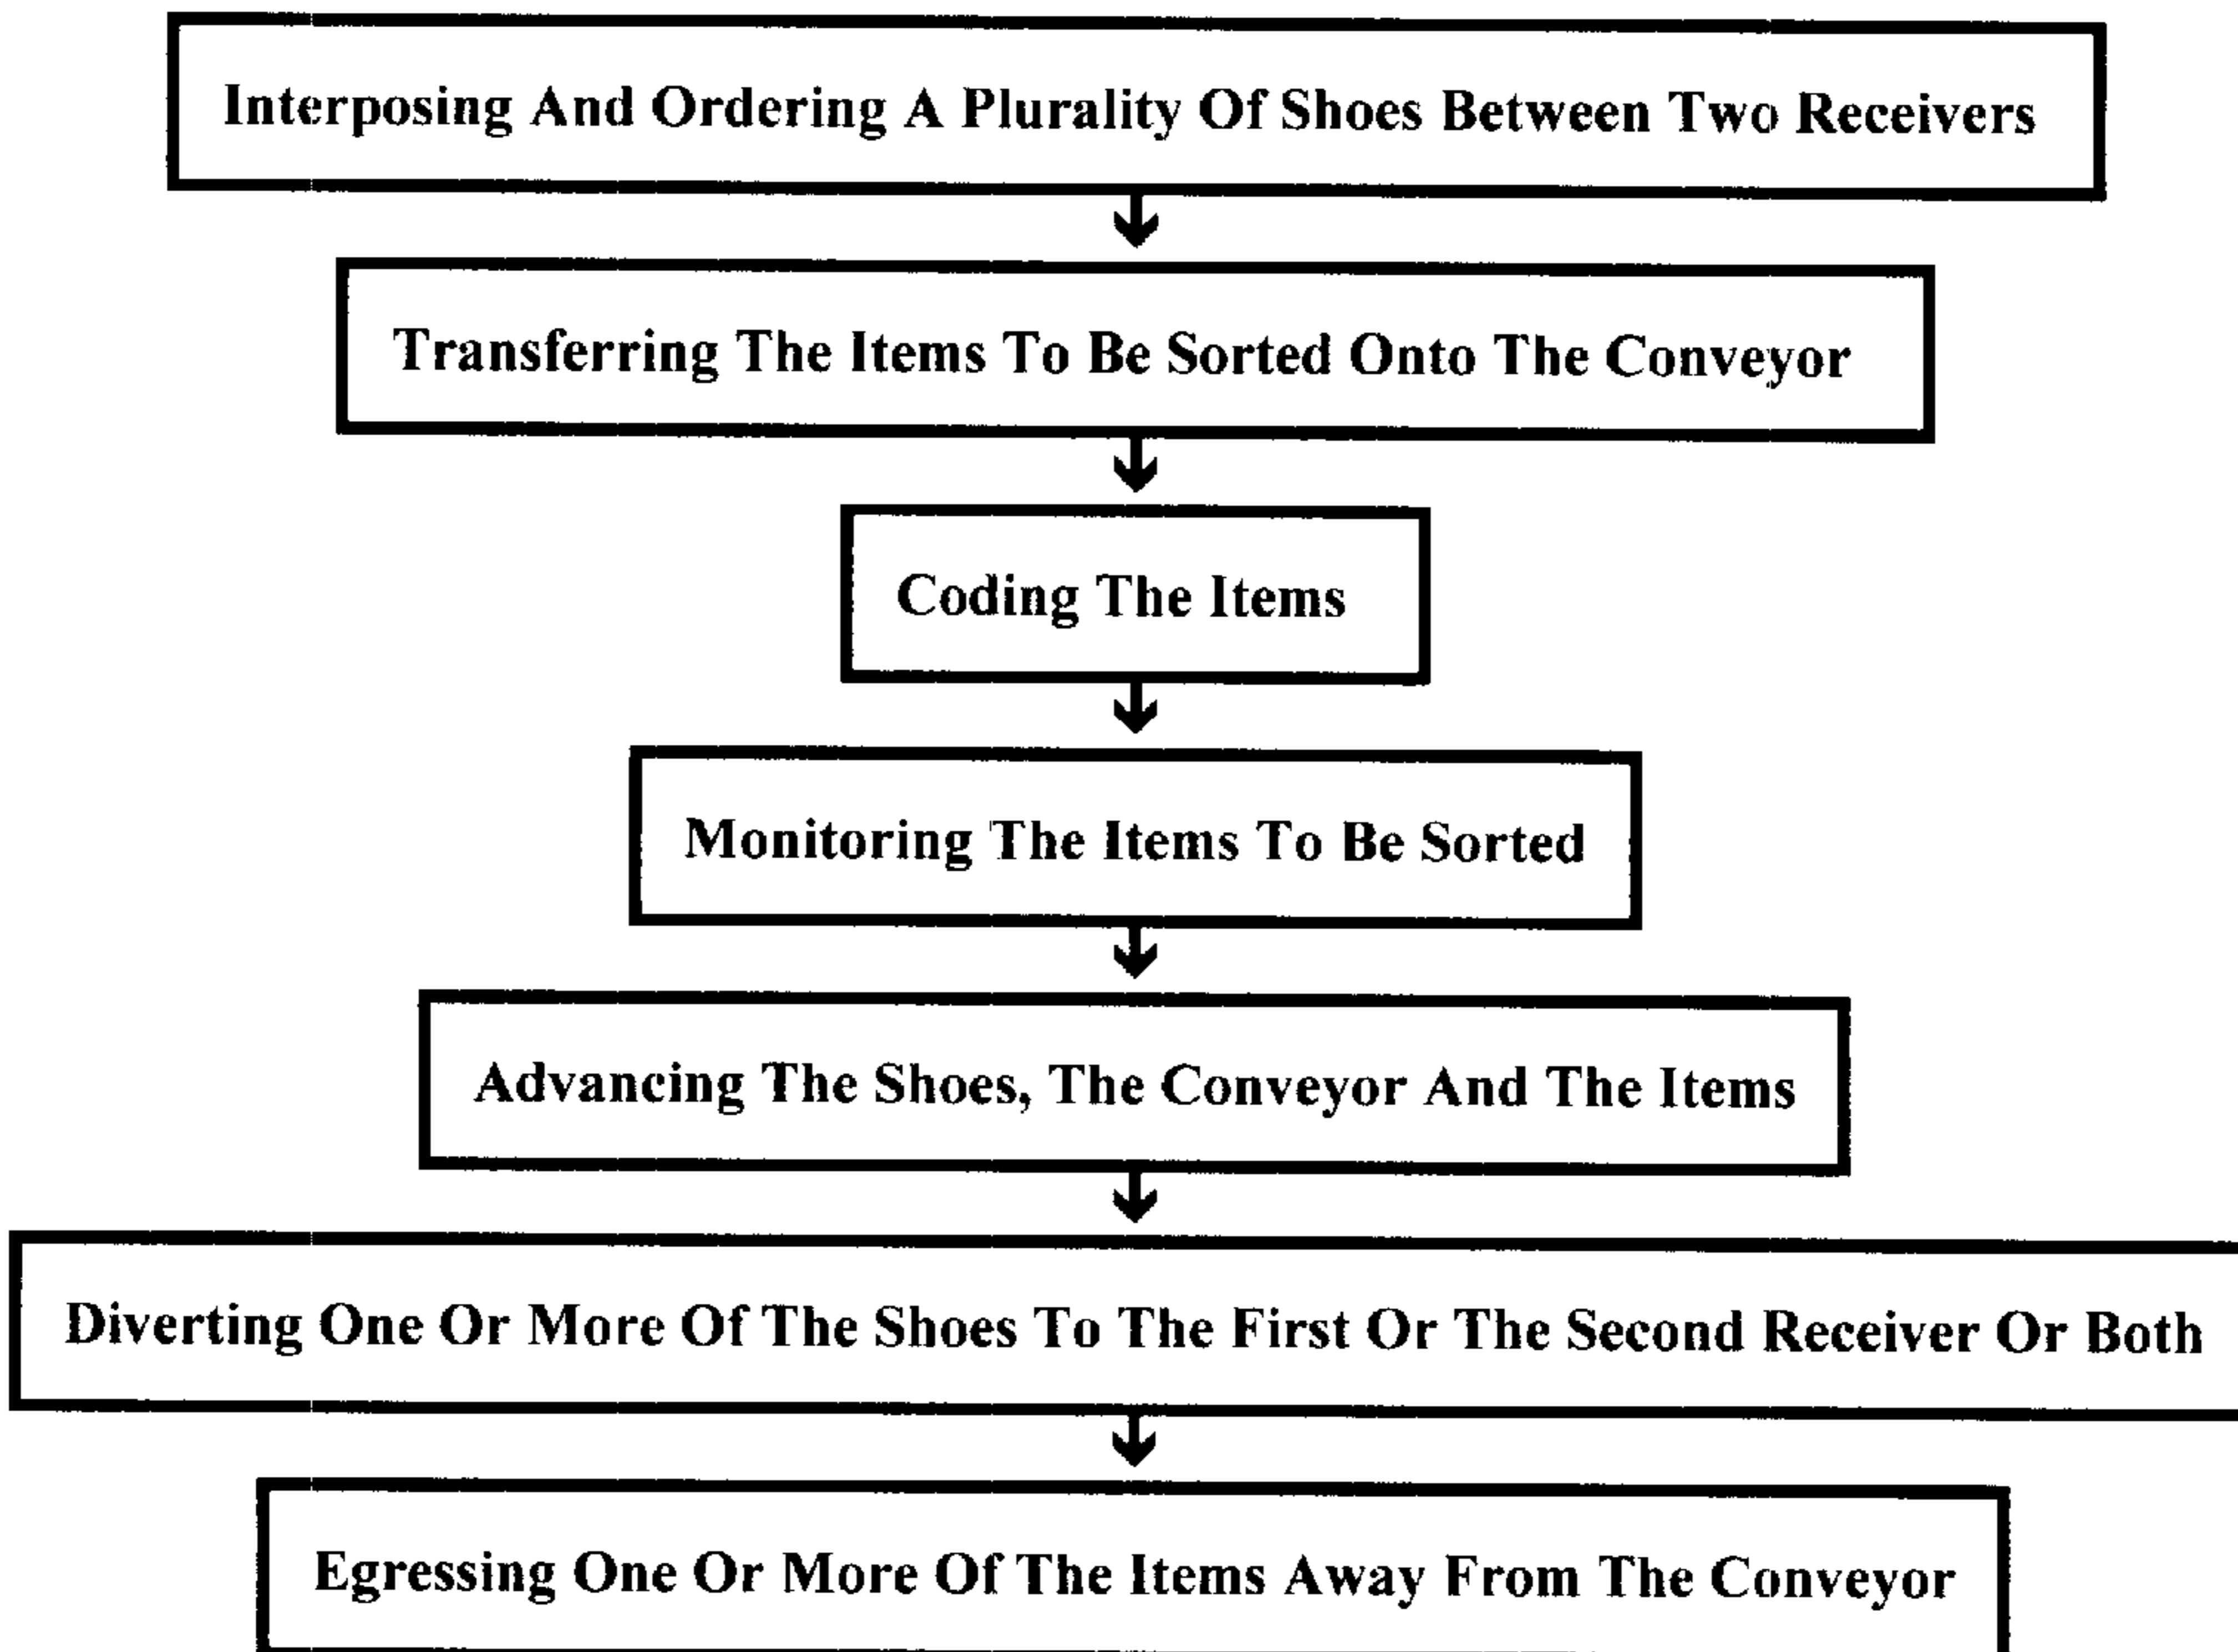 Interposing And Ordering A Plurality Of Shoes Between Two Receivers
Transferring The Items To Be Sorted Onto The Conveyor
Coding The Items
Monitoring The Items To Be Sorted
Advancing The Shoes, The Conveyor And The Items
Diverting One Or More Of The Shoes To The First Or The Second Receiver Or Both
Egressing One Or More Of The Items Away From The Conveyor